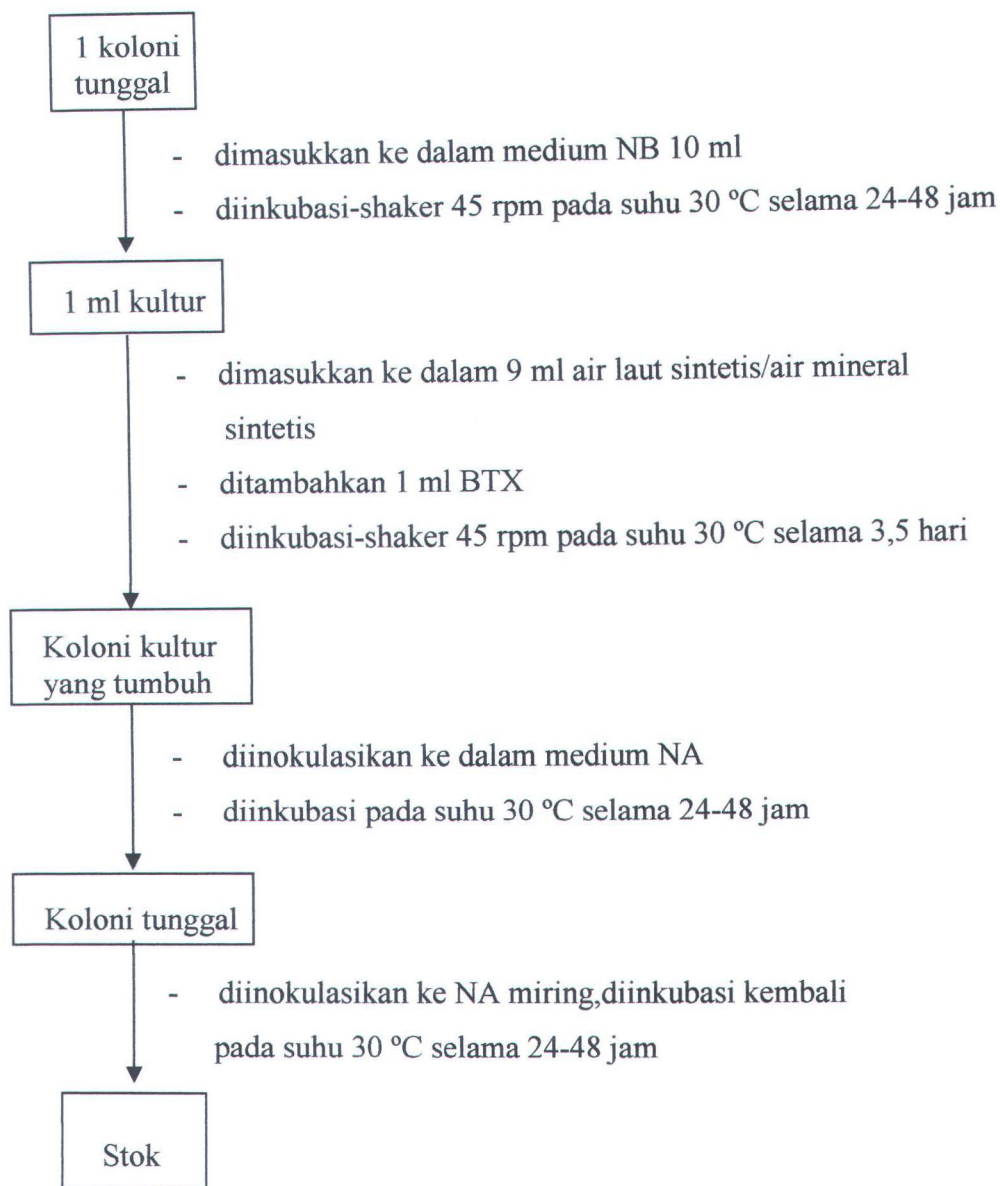 1 koloni
tunggal
- dimasukkan ke dalam medium NB 10 ml
- diinkubasi-shaker 45 rpm pada suhu 30 ºC selama 24-48 jam
1 ml kultur
- dimasukkan ke dalam 9 ml air laut sintetis/air mineral
sintetis
- ditambahkan 1 ml BTX
- diinkubasi-shaker 45 rpm pada suhu 30 ºC selama 3,5 hari
Koloni kultur
yang tumbuh
- diinokulasikan ke dalam medium NA
- diinkubasi pada suhu 30 ºC selama 24-48 jam
Koloni tunggal
- diinokulasikan ke NA miring,diinkubasi kembali
pada suhu 30 ºC selama 24-48 jam
Stok